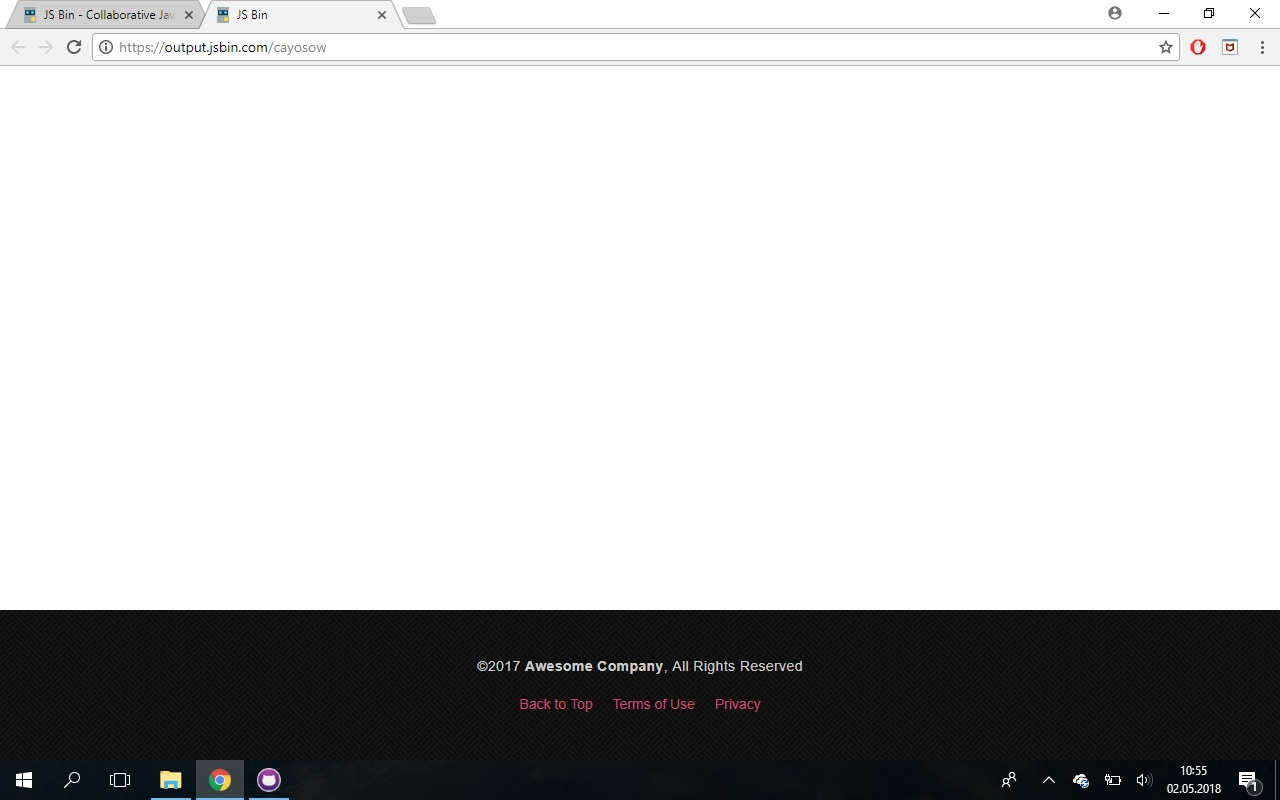 JS Bin - Collaborative Jav
JS Bin
https://output.jsbin.com/cayosow
©2017 Awesome Company, All Rights Reserved
Back to Top Terms of Use Privacy
10:55
02.05.2018
1